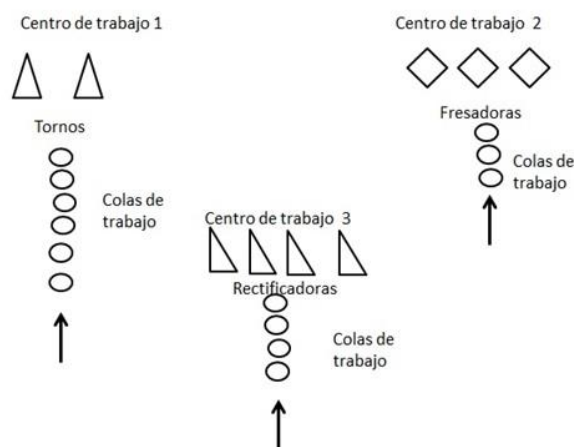 Centro de trabajo 1
Centro de trabajo 2
Tornos
Fresadoras
Colas de
trabajo
Colas de
trabajo
Centro de trabajo 3
Rectificadoras
Colas de
trabajo